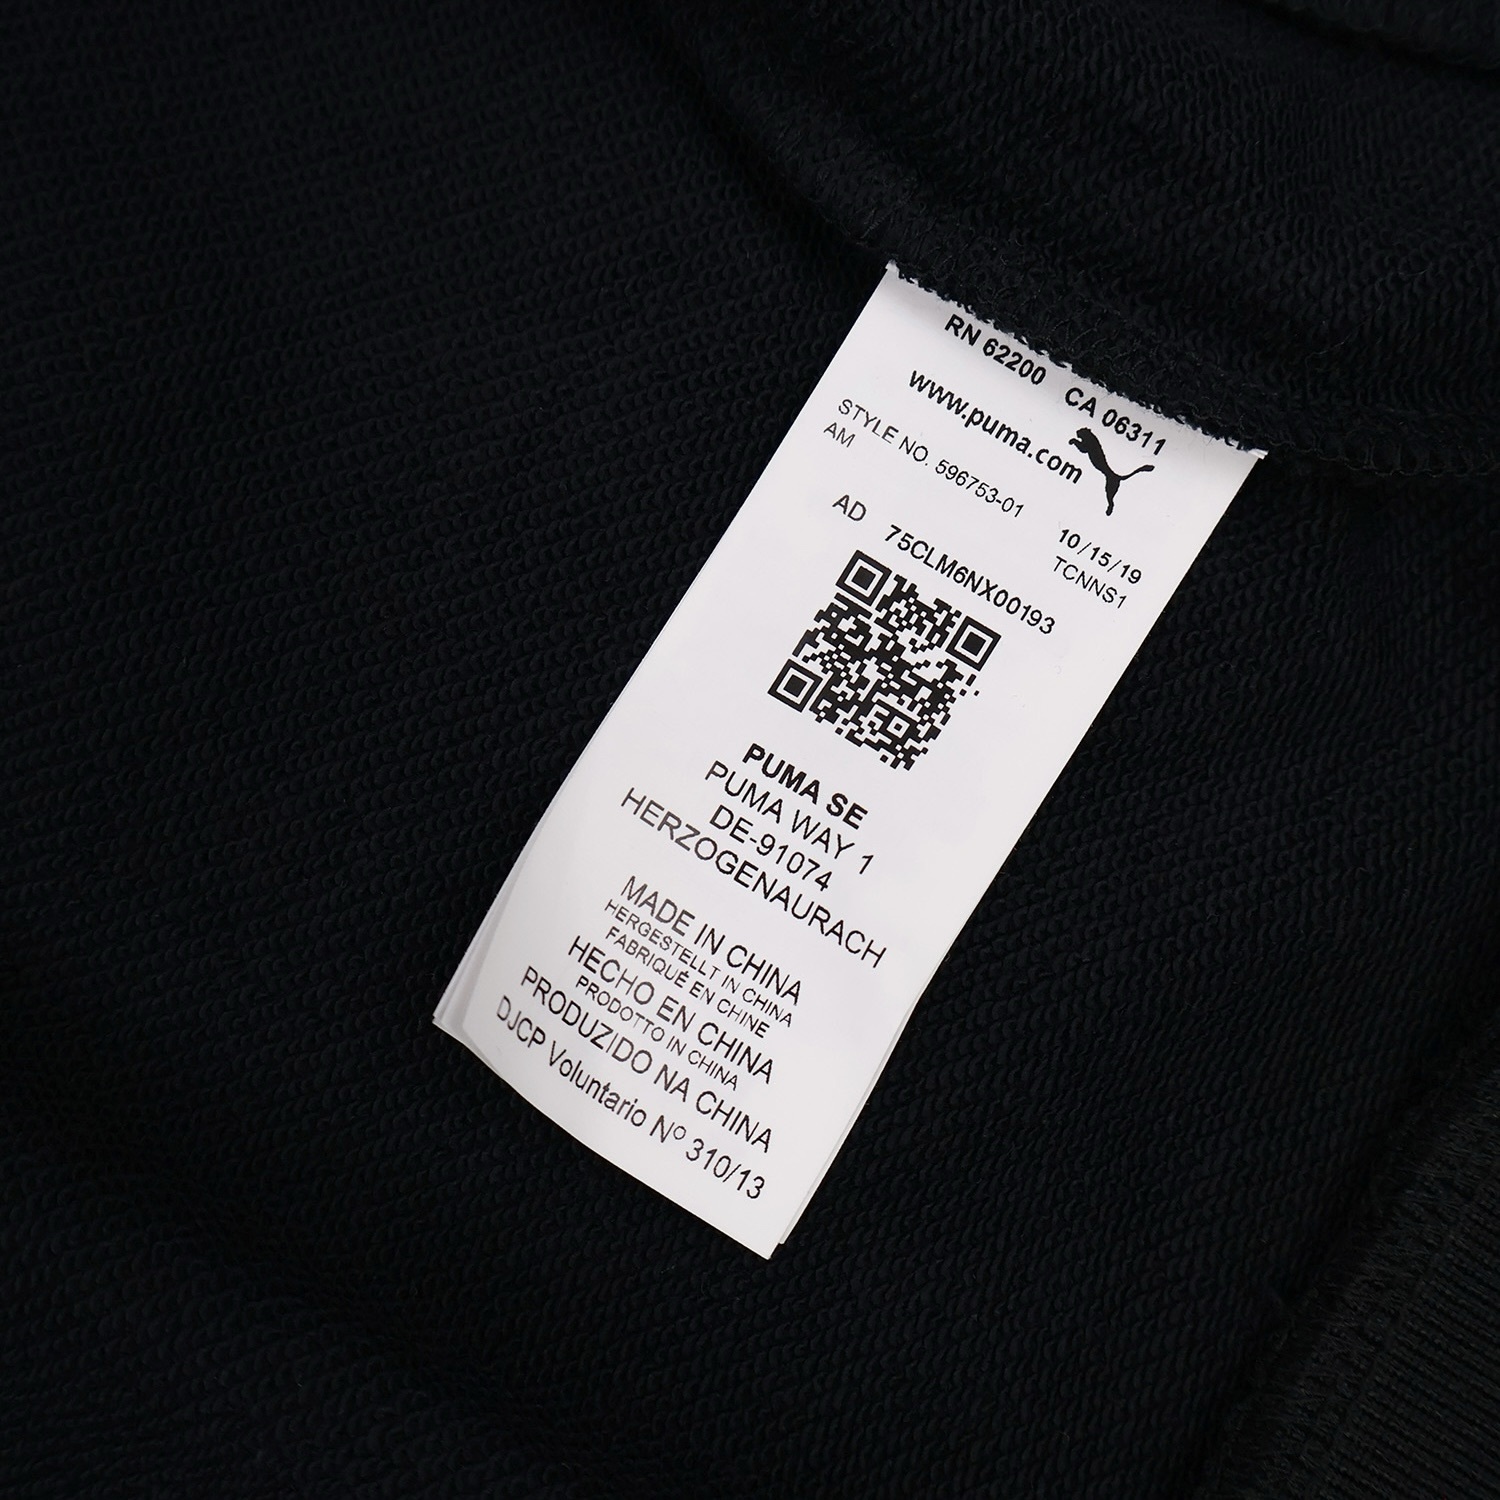 RN 62200 CA 06311
www.puma.com
STYLE NO. 596753-01
AM
10/15/19
TCNNS1
AD 75CLM6NX00193
PUMA SE
PUMA WAY 1
DE-91074
HERZOGENAURACH
MADE IN CHINA
HERGESTELLT IN CHINA
FABRIQUÉ EN CHINE
HECHO EN CHINA
PRODOTTO IN CHINA
PRODUZIDO NA CHINA
DJCP Voluntario Nº 310/13